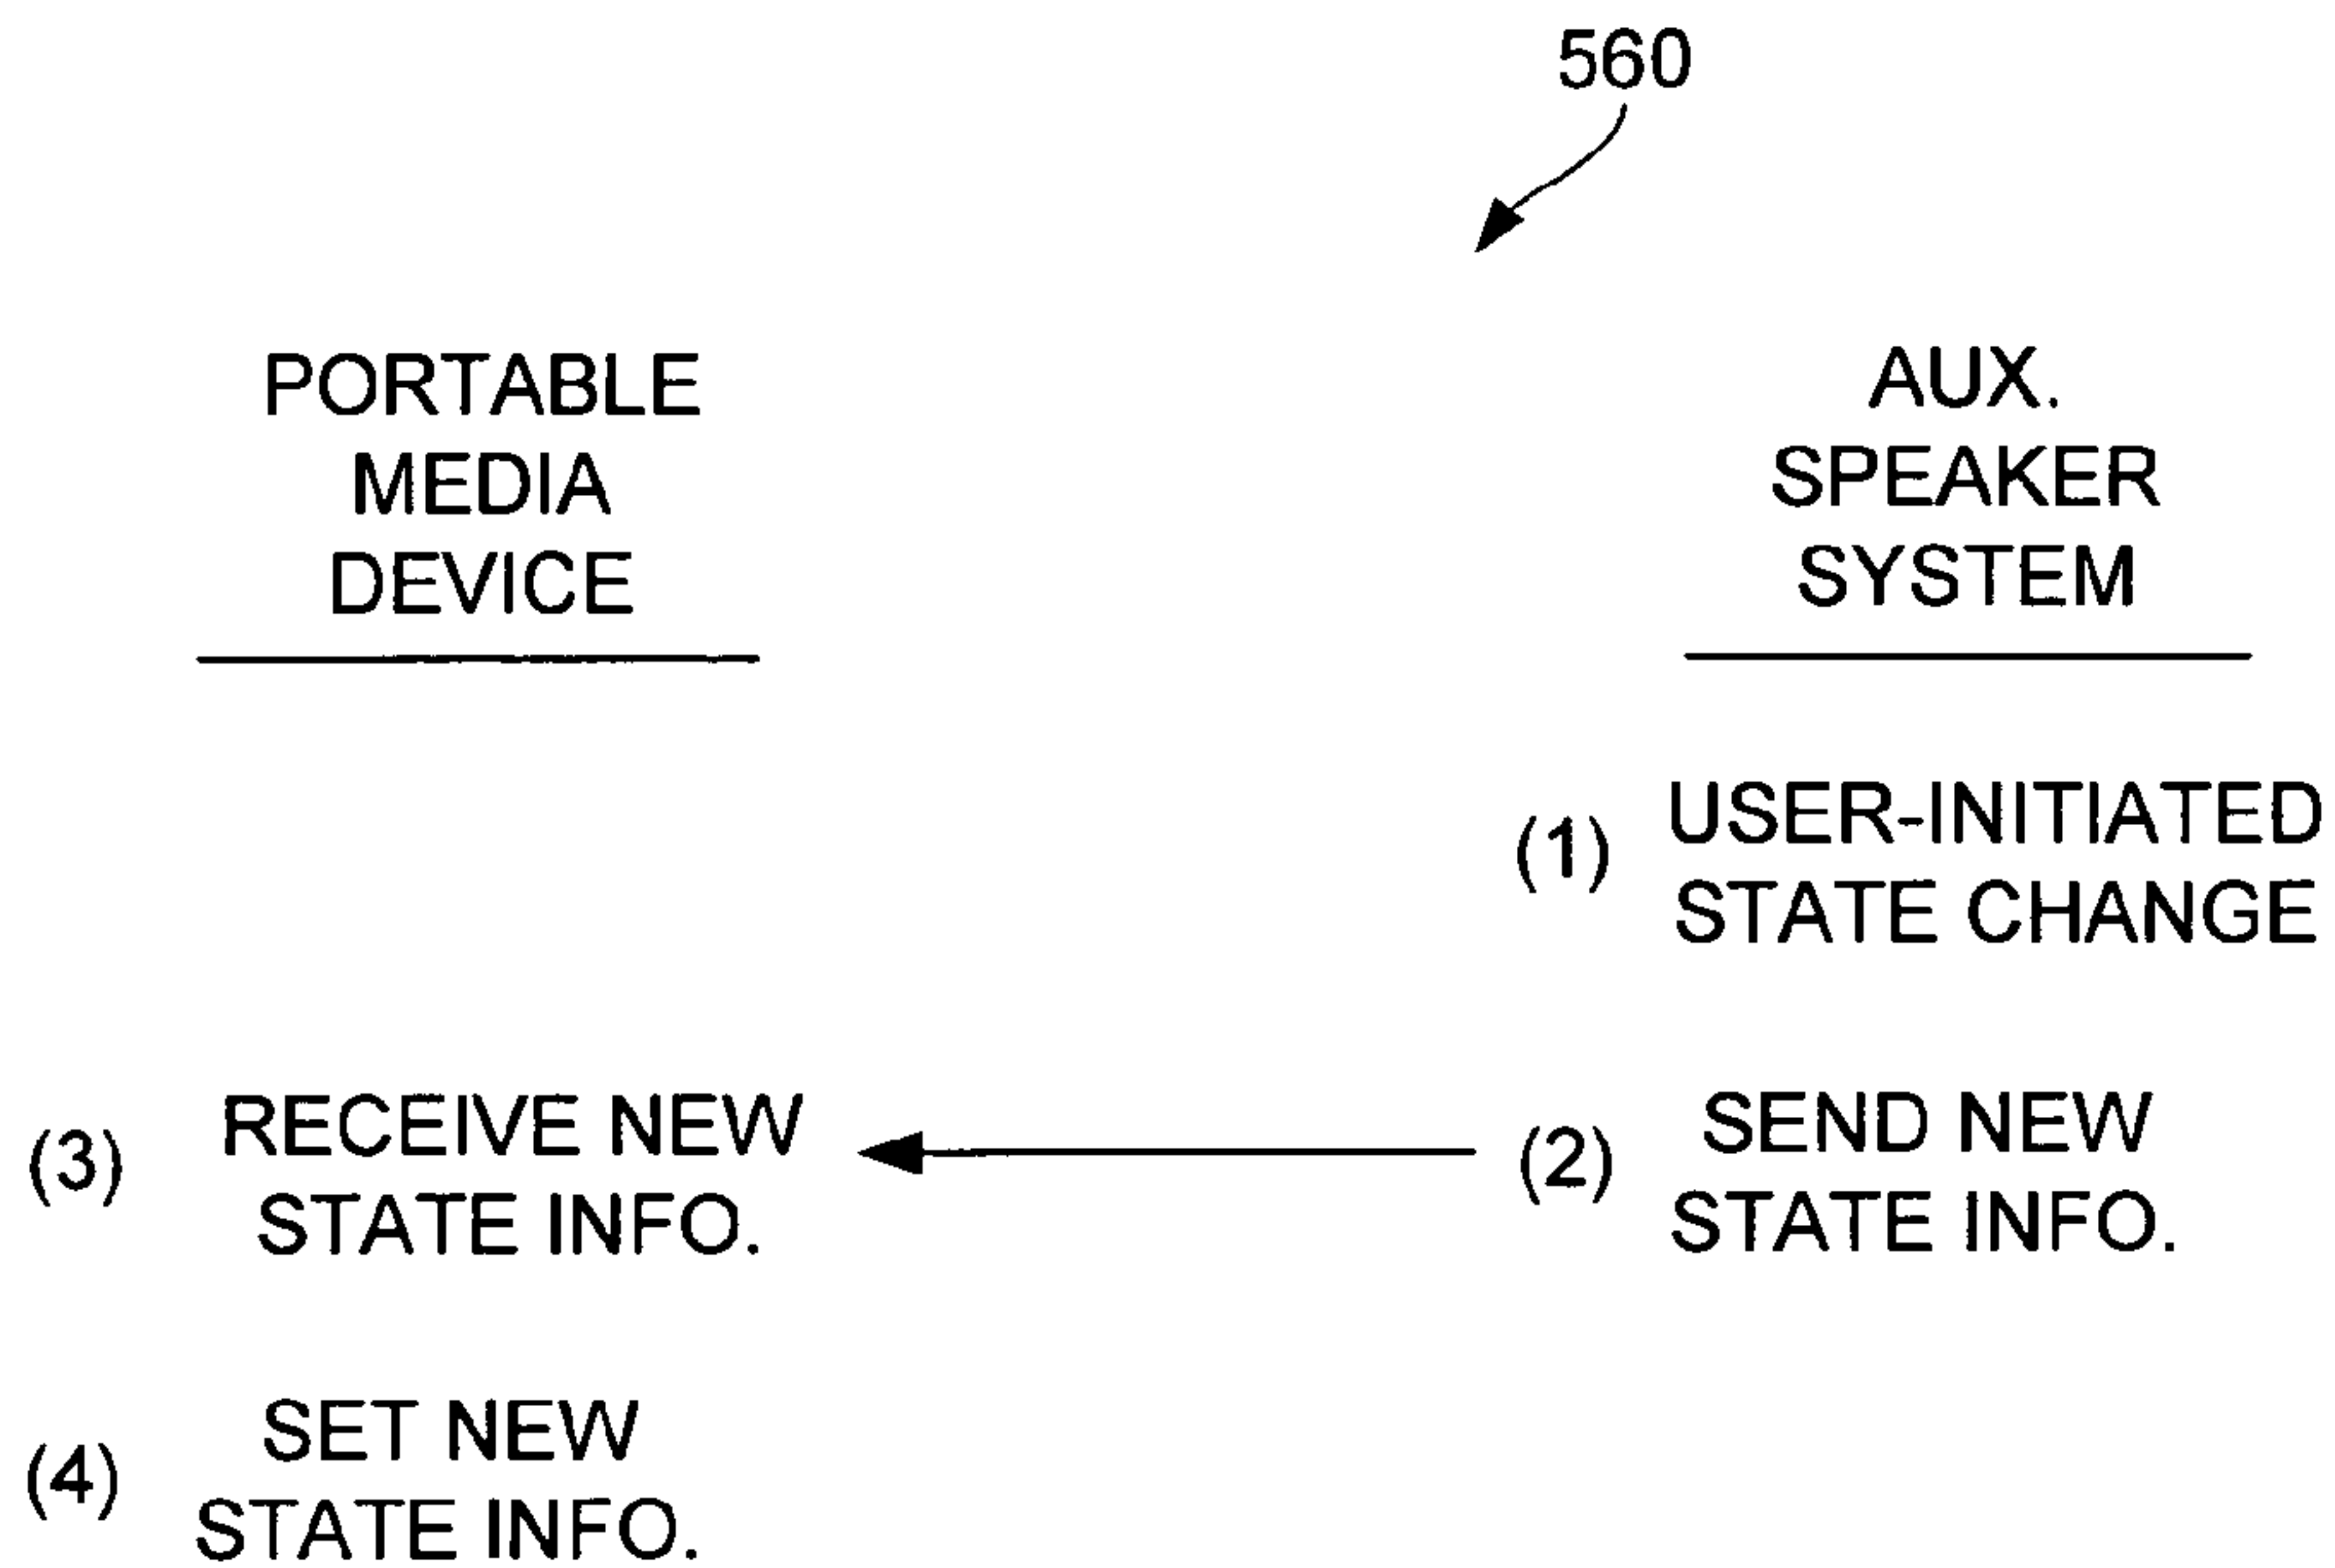 560
PORTABLE
MEDIA
DEVICE
AUX.
SPEAKER
SYSTEM
(1) USER-INITIATED
STATE CHANGE
(3) RECEIVE NEW
STATE INFO.
(2) SEND NEW
STATE INFO.
(4) SET NEW
STATE INFO.